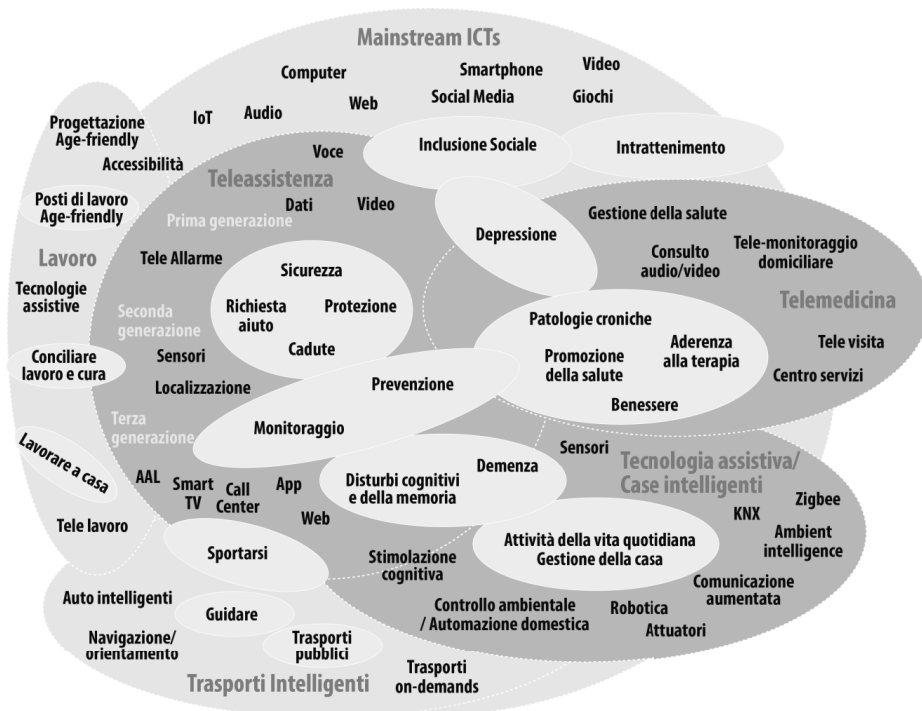 Mainstream ICTs
Computer
Smartphone
Video
IoT
Audio
Web
Social Media
Giochi
Progettazione
Age-friendly
Accessibilità
Posti di lavoro
Age-friendly
Lavoro
Tecnologie
assistive
Conciliare
lavoro e cura
Lavorare a casa
Tele lavoro
Inclusione Sociale
Intrattenimento
Voce
Teleassistenza
Dati
Video
Prima generazione
Tele Allarme
Sicurezza
Richiesta
aiuto
Protezione
Cadute
Seconda
generazione
Sensori
Localizzazione
Prevenzione
Monitoraggio
Terza
generazione
AAL
Smart
TV
Call
Center
App
Web
Depressione
Gestione della salute
Consulto
audio/video
Tele-monitoraggio
domiciliare
Telemedicina
Patologie croniche
Aderenza
alla terapia
Promozione
della salute
Benessere
Tele visita
Centro servizi
Disturbi cognitivi
e della memoria
Demenza
Sensori
Tecnologia assistiva/
Case intelligenti
KNX
Zigbee
Ambient
intelligence
Attività della vita quotidiana
Gestione della casa
Stimolazione
cognitiva
Comunicazione
aumentata
Controllo ambientale
/ Automazione domestica
Robotica
Attuatori
Sportarsi
Auto intelligenti
Guidare
Navigazione/
orientamento
Trasporti
pubblici
Trasporti
on-demands
Trasporti Intelligenti